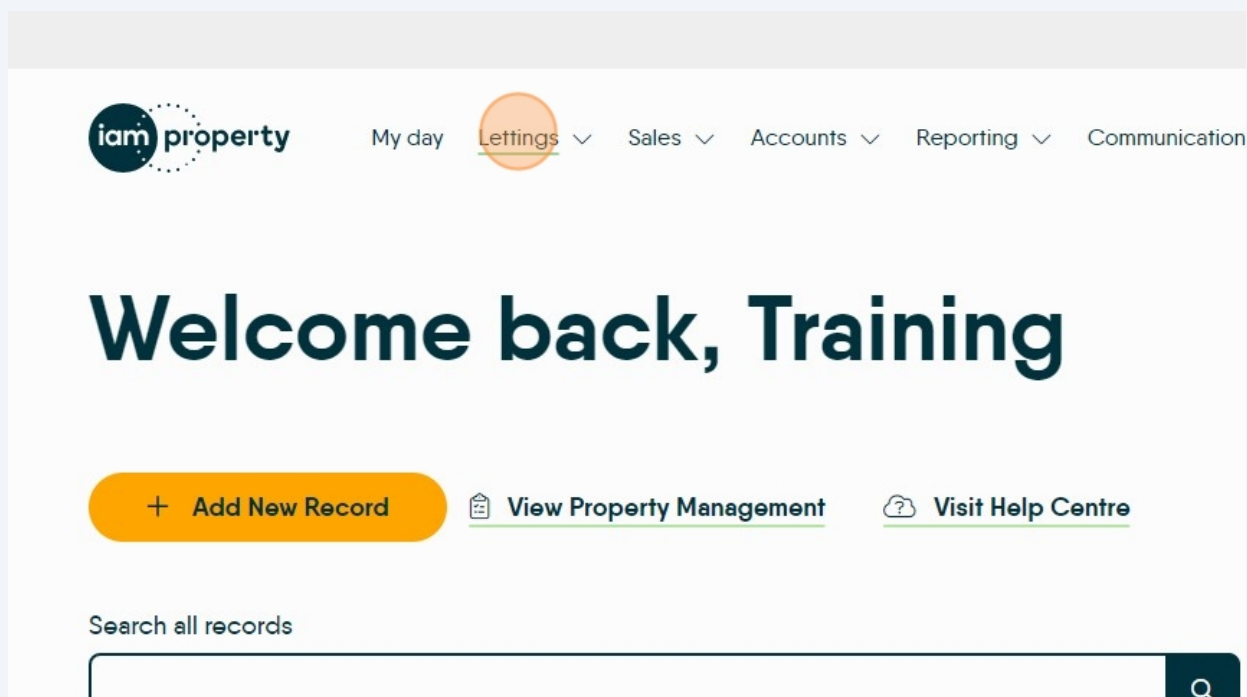 iam property My day Lettings Sales Accounts Reporting Communication
Welcome back, Training
+ Add New Record View Property Management Visit Help Centre
Search all records